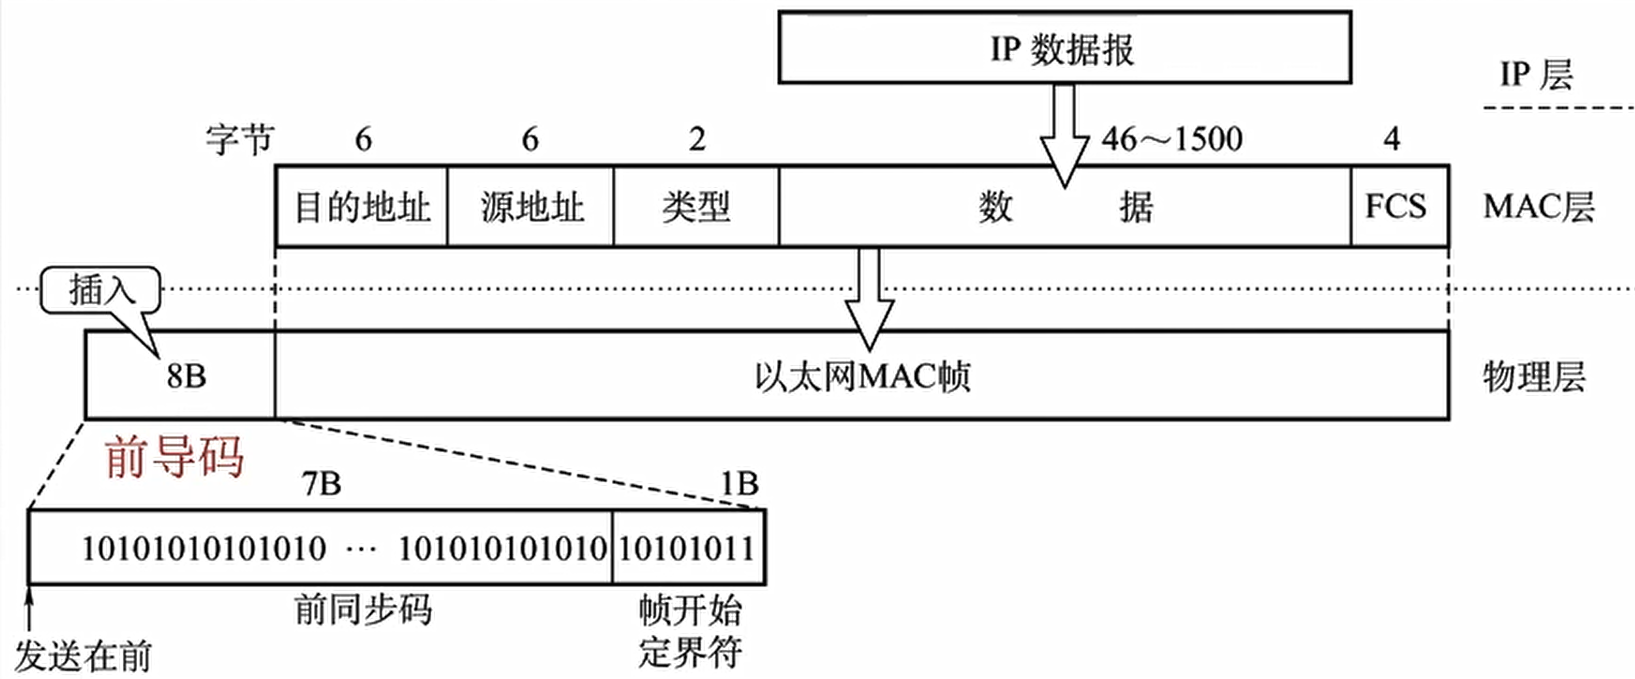 IP 数据报
IP 层
字节 6 6 2 46～1500 4
目的地址 源地址 类型 数 据 FCS MAC层
插入
8B 以太网MAC帧 物理层
前导码
7B 1B
10101010101010 ··· 101010101010 10101011
前同步码 帧开始
定界符
发送在前